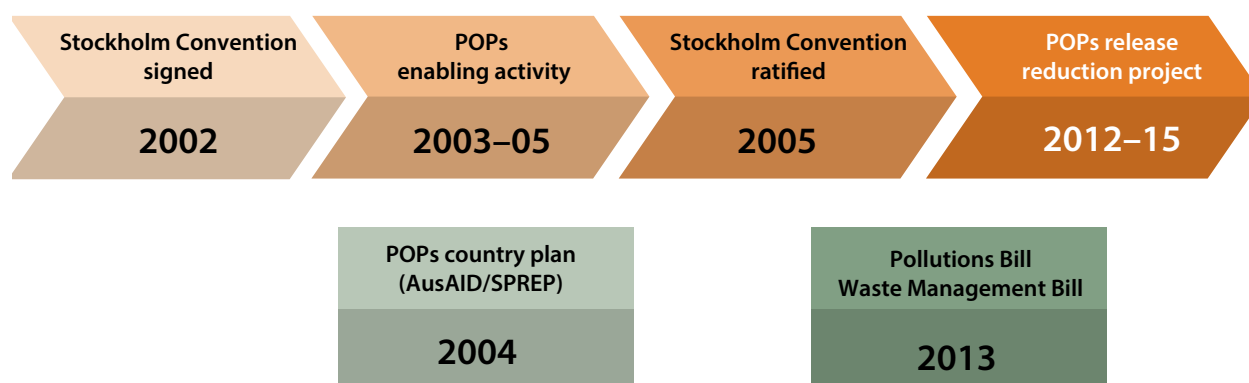 Stockholm Convention
signed
2002
POPs
enabling activity
2003–05
Stockholm Convention
ratified
2005
POPs release
reduction project
2012–15
POPs country plan
(AusAID/SPREP)
2004
Pollutions Bill
Waste Management Bill
2013